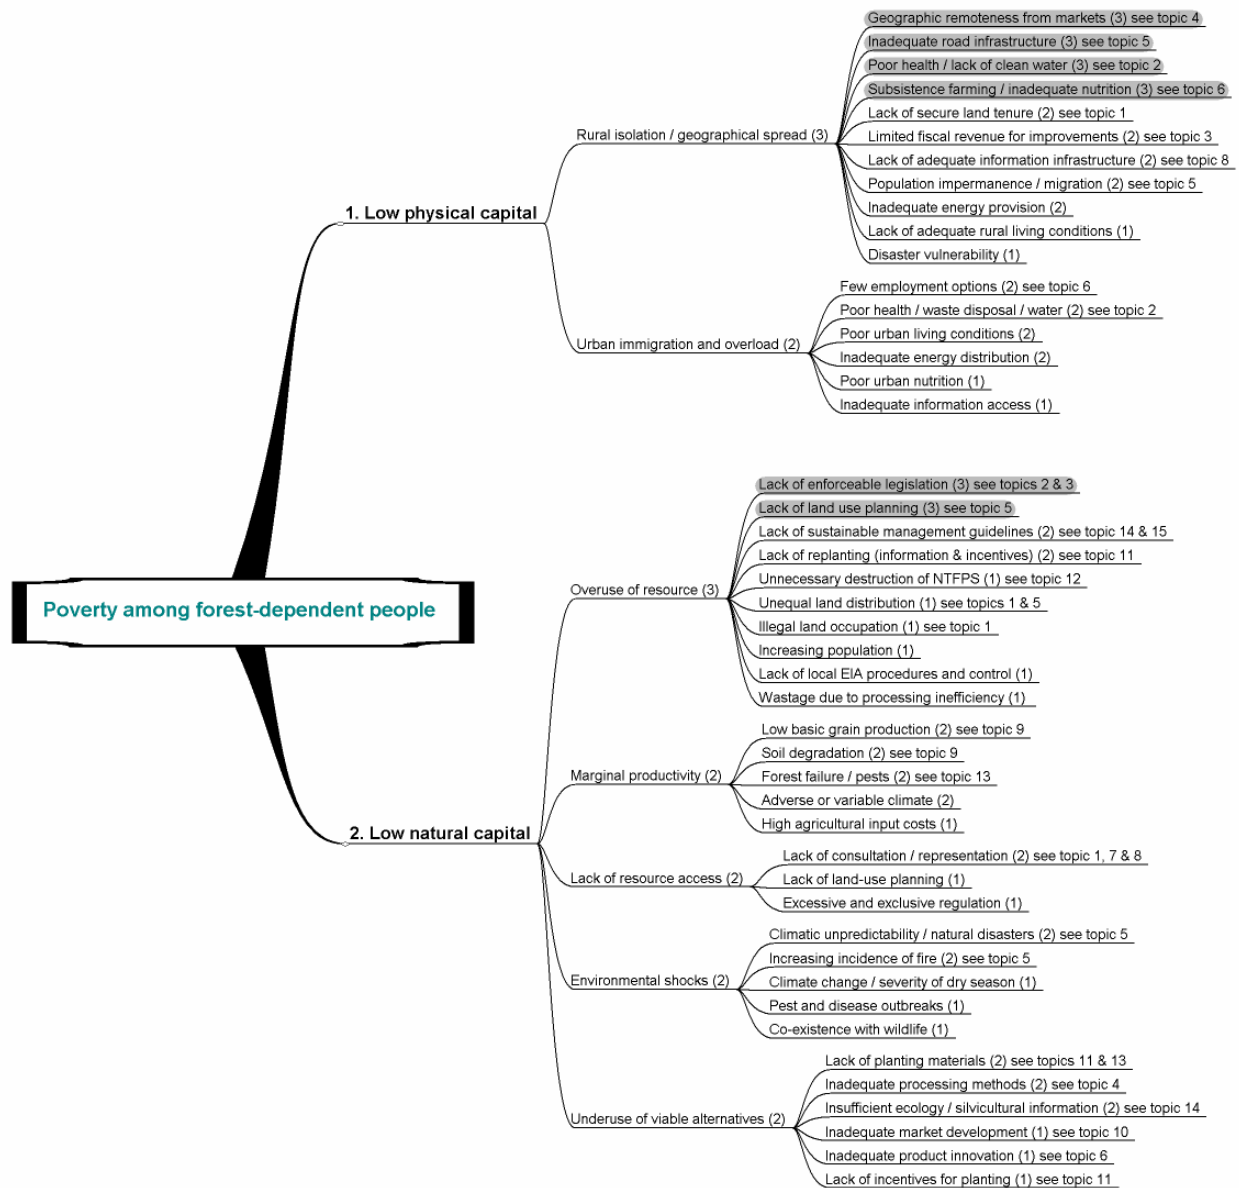 Poverty among forest-dependent people
1. Low physical capital
Rural isolation / geographical spread (3)
Geographic remoteness from markets (3) see topic 4
Inadequate road infrastructure (3) see topic 5
Poor health / lack of clean water (3) see topic 2
Subsistence farming / inadequate nutrition (3) see topic 6
Lack of secure land tenure (2) see topic 1
Limited fiscal revenue for improvements (2) see topic 3
Lack of adequate information infrastructure (2) see topic 8
Population impermanence / migration (2) see topic 5
Inadequate energy provision (2)
Lack of adequate rural living conditions (1)
Disaster vulnerability (1)
Urban immigration and overload (2)
Few employment options (2) see topic 6
Poor health / waste disposal / water (2) see topic 2
Poor urban living conditions (2)
Inadequate energy distribution (2)
Poor urban nutrition (1)
Inadequate information access (1)
2. Low natural capital
Overuse of resource (3)
Lack of enforceable legislation (3) see topics 2 & 3
Lack of land use planning (3) see topic 5
Lack of sustainable management guidelines (2) see topic 14 & 15
Lack of replanting (information & incentives) (2) see topic 11
Unnecessary destruction of NTFPS (1) see topic 12
Unequal land distribution (1) see topics 1 & 5
Illegal land occupation (1) see topic 1
Increasing population (1)
Lack of local EIA procedures and control (1)
Wastage due to processing inefficiency (1)
Marginal productivity (2)
Low basic grain production (2) see topic 9
Soil degradation (2) see topic 9
Forest failure / pests (2) see topic 13
Adverse or variable climate (2)
High agricultural input costs (1)
Lack of resource access (2)
Lack of consultation / representation (2) see topic 1, 7 & 8
Lack of land-use planning (1)
Excessive and exclusive regulation (1)
Environmental shocks (2)
Climatic unpredictability / natural disasters (2) see topic 5
Increasing incidence of fire (2) see topic 5
Climate change / severity of dry season (1)
Pest and disease outbreaks (1)
Co-existence with wildlife (1)
Underuse of viable alternatives (2)
Lack of planting materials (2) see topics 11 & 13
Inadequate processing methods (2) see topic 4
Insufficient ecology / silvicultural information (2) see topic 14
Inadequate market development (1) see topic 10
Inadequate product innovation (1) see topic 6
Lack of incentives for planting (1) see topic 11